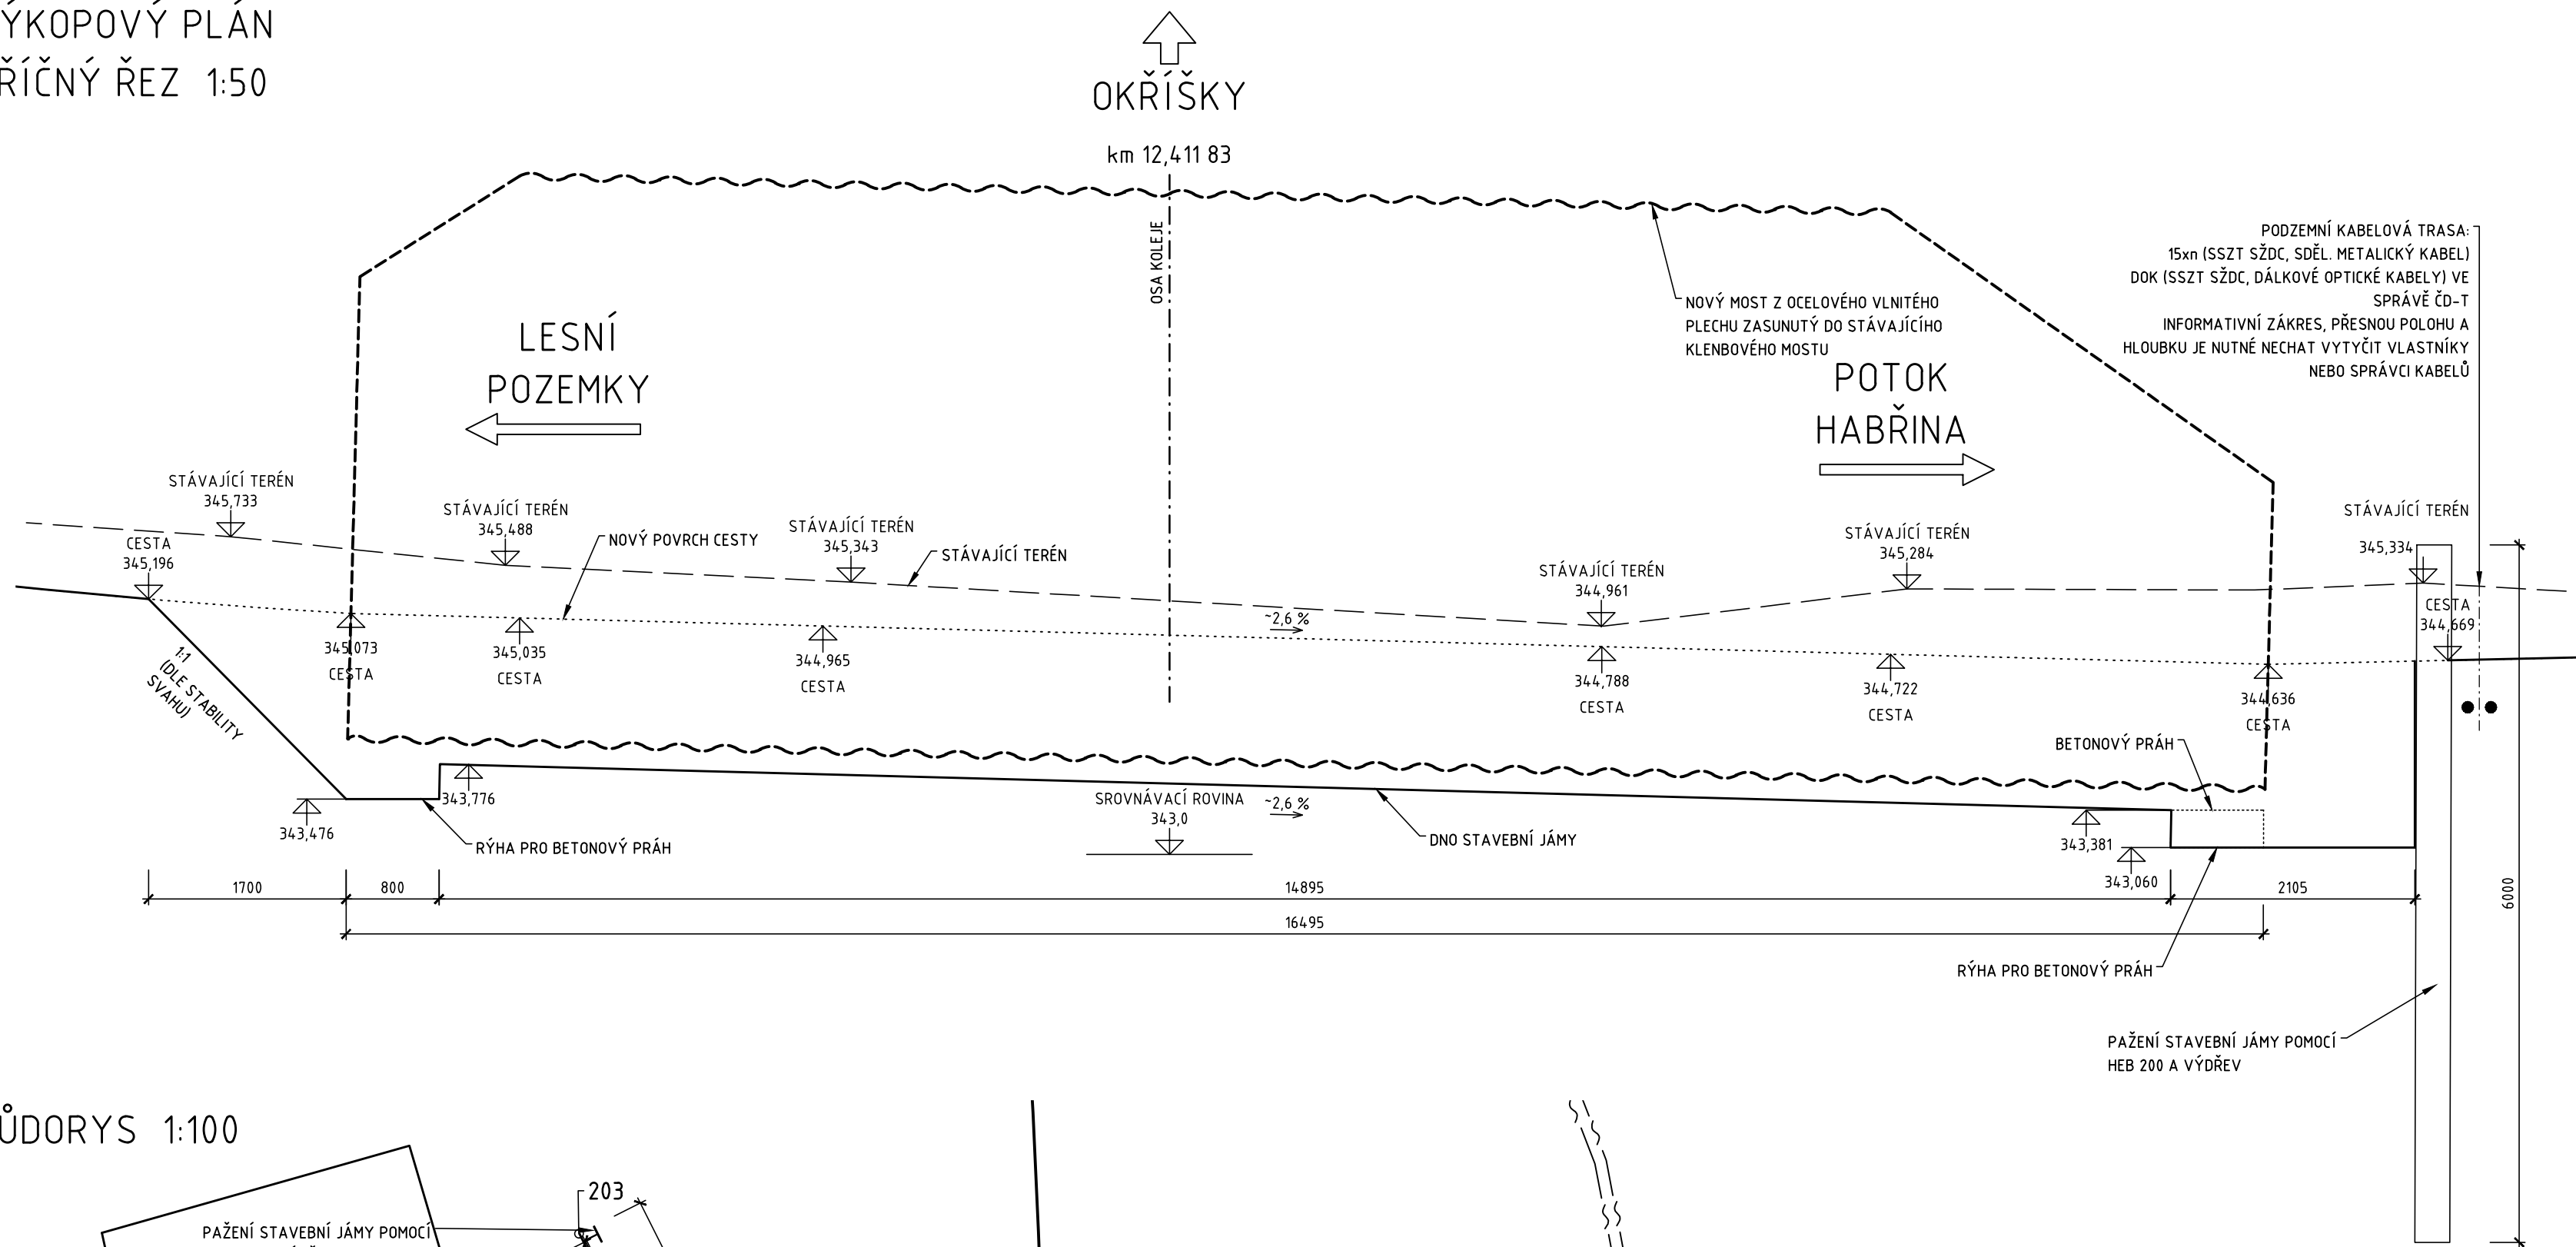 ÝKOPOVÝ PLÁN
ŘÍČNÝ ŘEZ 1:50
OKŘÍŠKY
km 12,411 83
OSA KOLEJE
LESNÍ
POZEMKY
NOVÝ MOST Z OCELOVÉHO VLNITÉHO
PLECHU ZASUNUTÝ DO STÁVAJÍCÍHO
KLENBOVÉHO MOSTU
POTOK
HABŘINA
PODZEMNÍ KABELOVÁ TRASA:
15xn (SSZT SŽDC, SDĚL. METALICKÝ KABEL)
DOK (SSZT SŽDC, DÁLKOVÉ OPTICKÉ KABELY) VE
SPRÁVĚ ČD-T
INFORMATIVNÍ ZÁKRES, PŘESNOU POLOHU A
HLOUBKU JE NUTNÉ NECHAT VYTYČIT VLASTNÍKY
NEBO SPRÁVCI KABELŮ
STÁVAJÍCÍ TERÉN
345,733
CESTA
345,196
STÁVAJÍCÍ TERÉN
345,488
NOVÝ POVRCH CESTY
STÁVAJÍCÍ TERÉN
345,343
STÁVAJÍCÍ TERÉN
STÁVAJÍCÍ TERÉN
344,961
STÁVAJÍCÍ TERÉN
345,284
STÁVAJÍCÍ TERÉN
345,334
CESTA
344,669
~2,6 %
345,073
CESTA
345,035
CESTA
344,965
CESTA
344,788
CESTA
344,722
CESTA
344,636
CESTA
1:1
(DLE STABILITY
SVAHU)
BETONOVÝ PRÁH
343,776
343,476
RÝHA PRO BETONOVÝ PRÁH
SROVNÁVACÍ ROVINA
343,0
~2,6 %
DNO STAVEBNÍ JÁMY
343,381
343,060
1700
800
14895
2105
16495
6000
RÝHA PRO BETONOVÝ PRÁH
PAŽENÍ STAVEBNÍ JÁMY POMOCÍ
HEB 200 A VÝDŘEV
ŮDORYS 1:100
203
PAŽENÍ STAVEBNÍ JÁMY POMOCÍ